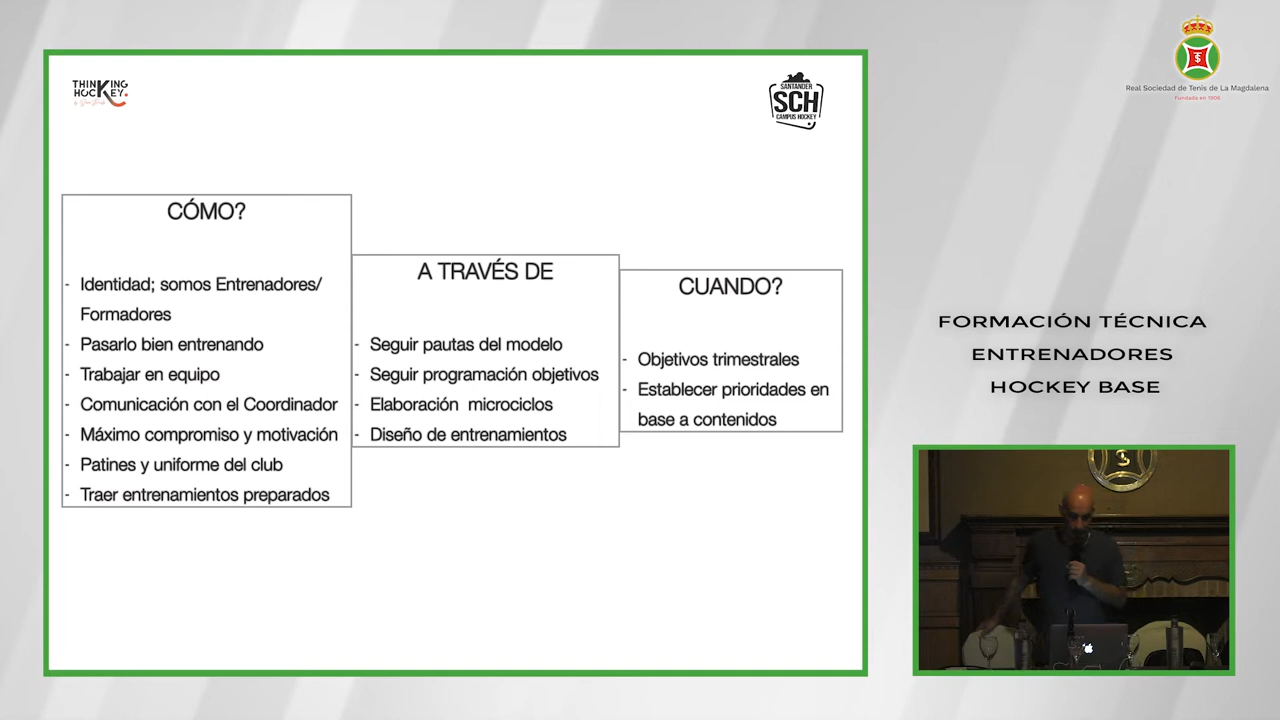 THINKING
HOCKEY
SANTANDER
SCH
CAMPUS HOCKEY
Real Sociedad de Tenis de La Magdalena
Fundada en 1906
CÓMO?
- Identidad; somos Entrenadores/
Formadores
- Pasarlo bien entrenando
- Trabajar en equipo
- Comunicación con el Coordinador
- Máximo compromiso y motivación
- Patines y uniforme del club
- Traer entrenamientos preparados
A TRAVÉS DE
- Seguir pautas del modelo
- Seguir programación objetivos
- Elaboración microciclos
- Diseño de entrenamientos
CUANDO?
- Objetivos trimestrales
- Establecer prioridades en
base a contenidos
FORMACIÓN TÉCNICA
ENTRENADORES
HOCKEY BASE